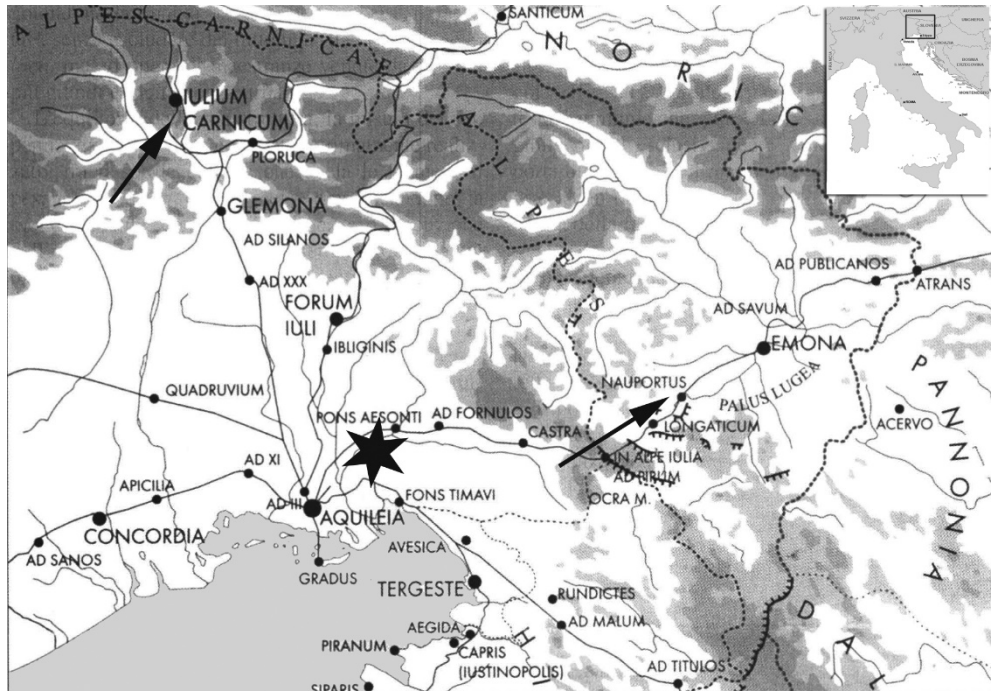 SANTICUM
ALPES CARNICAE
NORIC
IULIUM
CARNICUM
PLORUCA
GLEMONA
AD SILANOS
AD XXX
FORUM
IULI
IBLIGINIS
QUADRUVIUM
PONS AESONTI
AD FORNULOS
CASTRA
AD XI
APICILIA
AD III
AQUILEIA
FONS TIMAVI
CONCORDIA
AD SANOS
GRADUS
AVESICA
TERGESTE
RUNDICTES
AD MALUM
AEGIDA
PIRANUM
CAPRIS
(IUSTINOPOLIS)
SIPARIS
AD TITULOS
AD PUBLICANOS
ATRANS
AD SAVUM
EMONA
NAUPORTUS
PALUS LUGEA
LONGATICUM
IN ALPE IULIA
AD PIRUM
OCRA M.
ACERVO
PANNONIA
DAL
HI